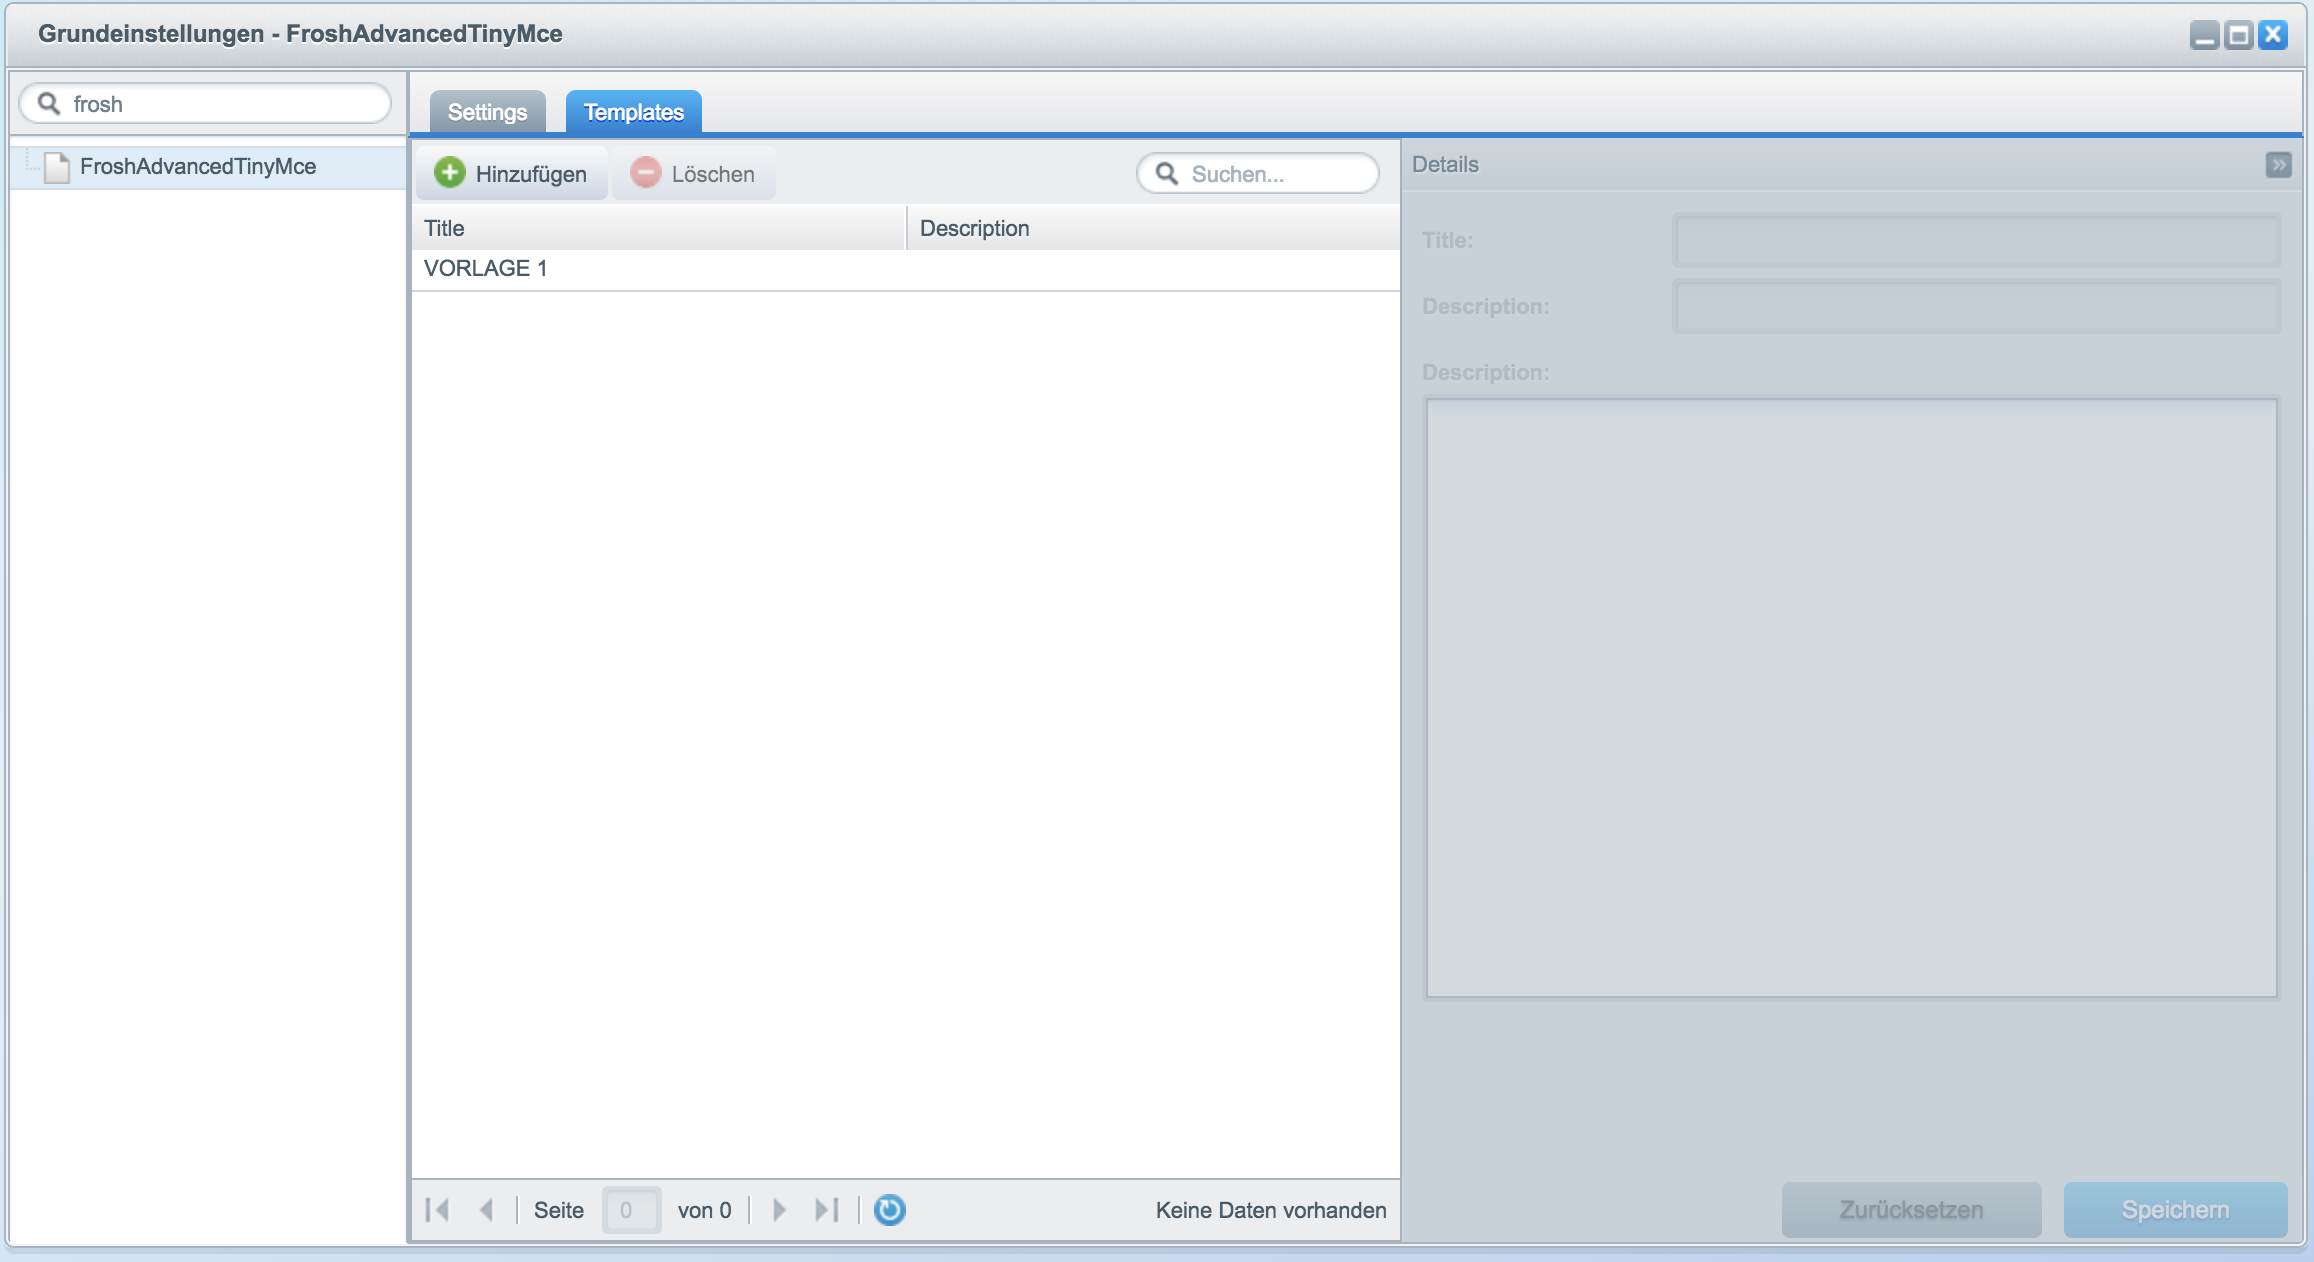 Grundeinstellungen - FroshAdvancedTinyMce
frosh
FroshAdvancedTinyMce
Settings
Templates
Hinzufügen
Löschen
Suchen...
Title
Description
VORLAGE 1
Seite 0 von 0
Keine Daten vorhanden
Details
Title:
Description:
Description:
Zurücksetzen
Speichern